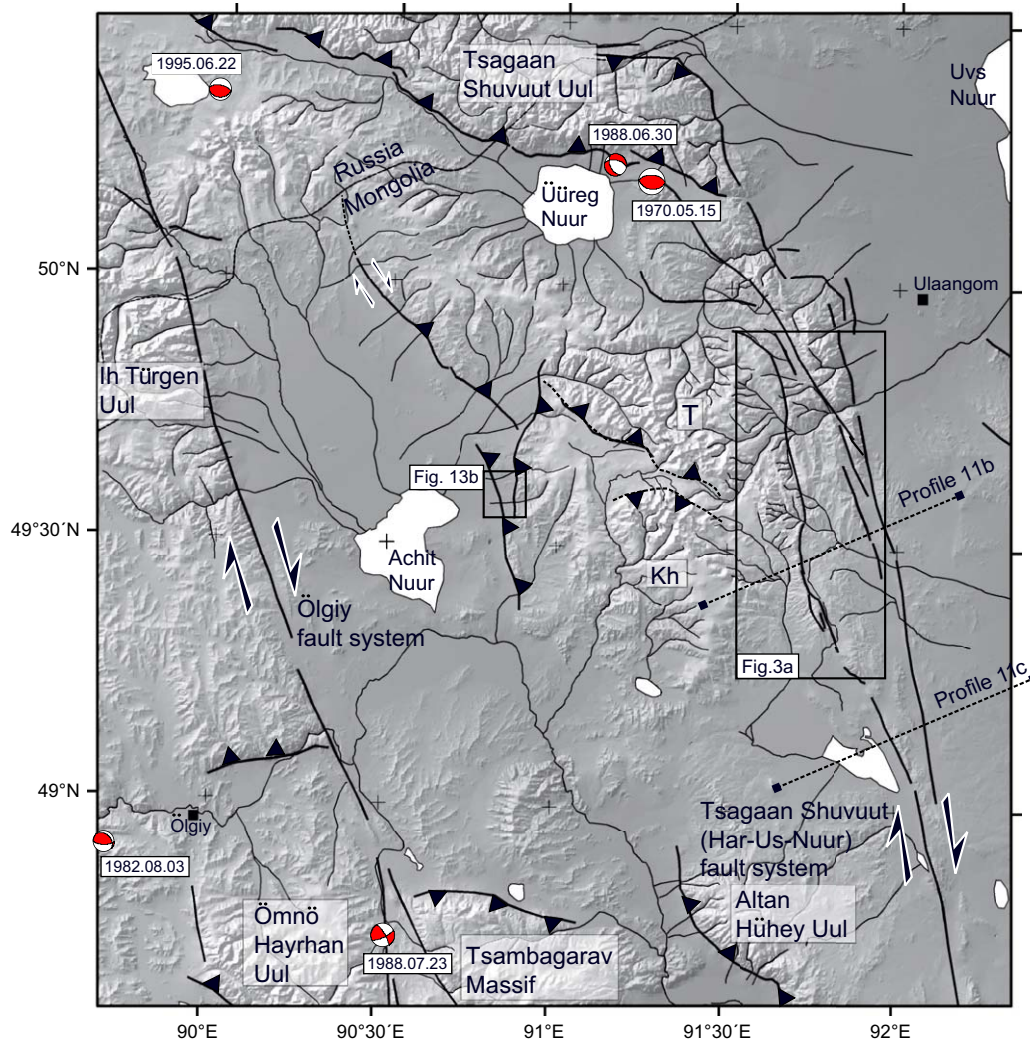 1995.06.22
Tsagaan
Shuvuut Uul
Uvs
Nuur
1988.06.30
Russia
Mongolia
Üüreg
Nuur
1970.05.15
50°N
Ulaangom
Ih Türgen
Uul
T
Fig. 13b
Profile 11b
49°30'N
Achit
Nuur
Kh
Ölgiy
fault system
Fig.3a
Profile 11c
49°N
Ölgiy
Tsagaan Shuvuut
(Har-Us-Nuur)
fault system
1982.08.03
Altan
Hühey Uul
Ömnö
Hayrhan
Uul
1988.07.23
Tsambagarav
Massif
90°E
90°30'E
91°E
91°30'E
92°E